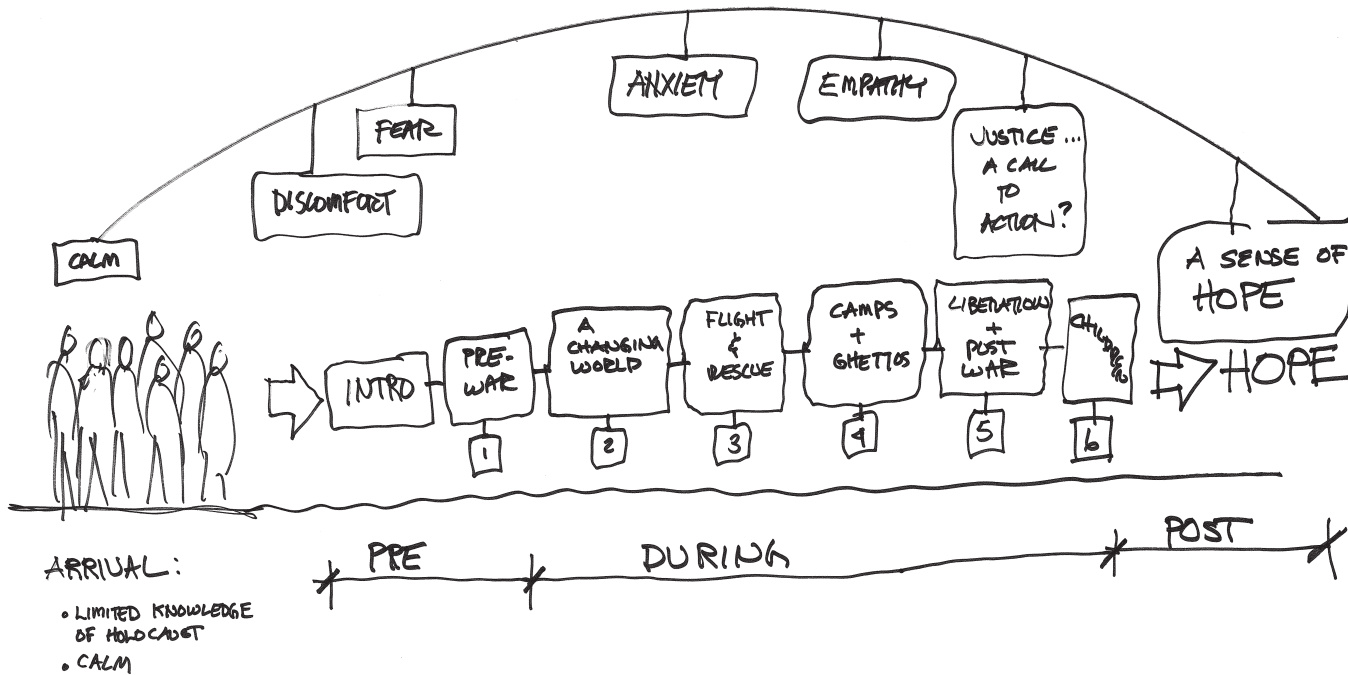 ANXIETY
EMPATHY
FEAR
JUSTICE...
A CALL
TO
ACTION?
DISCOMFORT
CALM
A SENSE OF
HOPE
INTRO
PRE-
WAR
A
CHANGING
WORLD
FLIGHT
&
RESCUE
CAMPS
+
GHETTOS
LIBERATION
+
POST
WAR
CHILDREN
HOPE
1
2
3
4
5
6
PRE
DURING
POST
ARRIVAL:
• LIMITED KNOWLEDGE
OF HOLOCAUST
• CALM